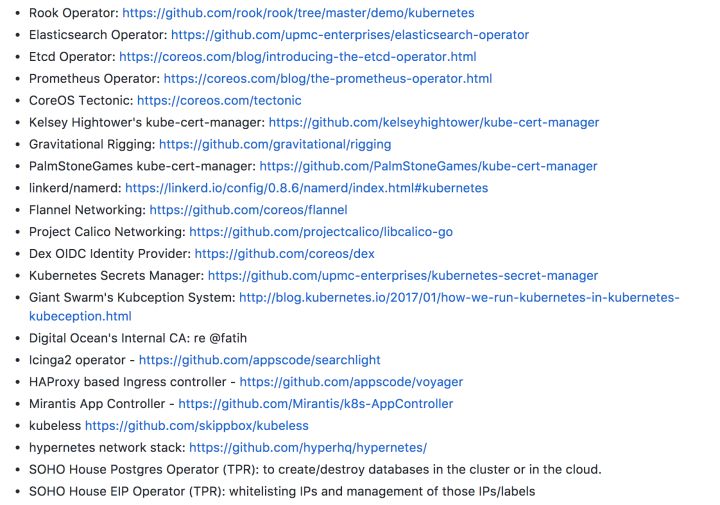 • Rook Operator: https://github.com/rook/rook/tree/master/demo/kubernetes
• Elasticsearch Operator: https://github.com/upmc-enterprises/elasticsearch-operator
• Etcd Operator: https://coreos.com/blog/introducing-the-etcd-operator.html
• Prometheus Operator: https://coreos.com/blog/the-prometheus-operator.html
• CoreOS Tectonic: https://coreos.com/tectonic
• Kelsey Hightower's kube-cert-manager: https://github.com/kelseyhightower/kube-cert-manager
• Gravitational Rigging: https://github.com/gravitational/rigging
• PalmStoneGames kube-cert-manager: https://github.com/PalmStoneGames/kube-cert-manager
• linkerd/namerd: https://linkerd.io/config/0.8.6/namerd/index.html#kubernetes
• Flannel Networking: https://github.com/coreos/flannel
• Project Calico Networking: https://github.com/projectcalico/libcalico-go
• Dex OIDC Identity Provider: https://github.com/coreos/dex
• Kubernetes Secrets Manager: https://github.com/upmc-enterprises/kubernetes-secret-manager
• Giant Swarm's Kubception System: http://blog.kubernetes.io/2017/01/how-we-run-kubernetes-in-kubernetes-
kubeception.html
• Digital Ocean's Internal CA: re @fatih
• Icinga2 operator - https://github.com/appscode/searchlight
• HAProxy based Ingress controller - https://github.com/appscode/voyager
• Mirantis App Controller - https://github.com/Mirantis/k8s-AppController
• kubeless https://github.com/skippbox/kubeless
• hypernetes network stack: https://github.com/hyperhq/hypernetes/
• SOHO House Postgres Operator (TPR): to create/destroy databases in the cluster or in the cloud.
• SOHO House EIP Operator (TPR): whitelisting IPs and management of those IPs/labels